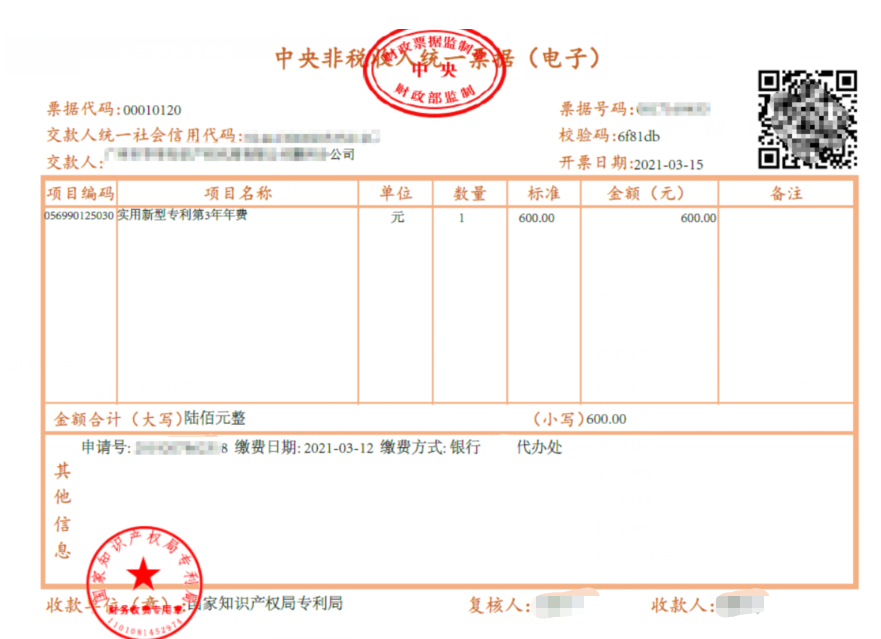 中央非税收入统一票据（电子）
财政票据监制章
中央
财政部监制
票据代码:00010120
票据号码:
交款人统一社会信用代码:
校验码:6f81db
交款人: 公司
开票日期:2021-03-15
项目编码 项目名称 单位 数量 标准 金额（元） 备注
056990125030 实用新型专利第3年年费 元 1 600.00 600.00
金额合计（大写)陆佰元整 (小写)600.00
申请号: 8 缴费日期: 2021-03-12 缴费方式: 银行 代办处
其他信息
国家知识产权局专利局
财务收费专用章
1101081452974
收款单位（章）:国家知识产权局专利局 复核人: 收款人: